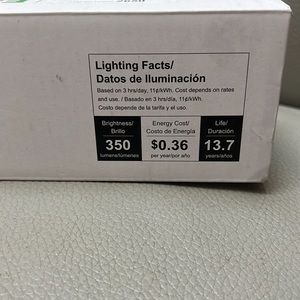 Lighting Facts/
Datos de Iluminación
Based on 3 hrs/day, 11¢/kWh. Cost depends on rates
and use. / Basado en 3 hrs/día, 11¢/kWh.
Costo depende de la tarifa y el uso.
Brightness/ Energy Cost/ Life/
Brillo Costo de Energía Duración
350 $0.36 13.7
lumens/lúmenes per year/por año years/años